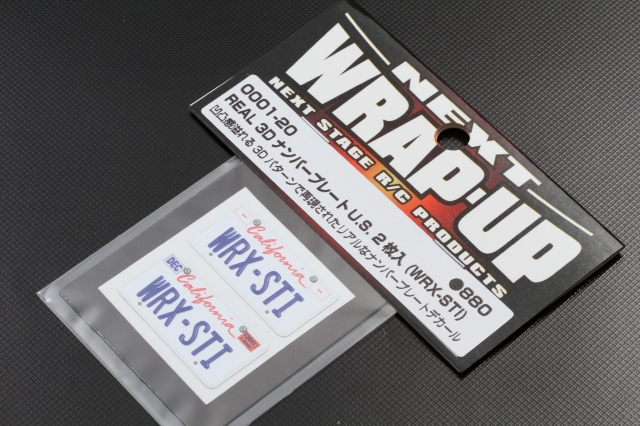 NEXT
WRAP-UP
NEXT STAGE R/C PRODUCTS
0001-20
REAL 3Dナンバープレート U.S. 2枚入 (WRX-STI) ●880
凹凸感溢れる3Dパターンで再現されたリアルなナンバープレートデカール
California
WRX-STI
DEC California
WRX-STI